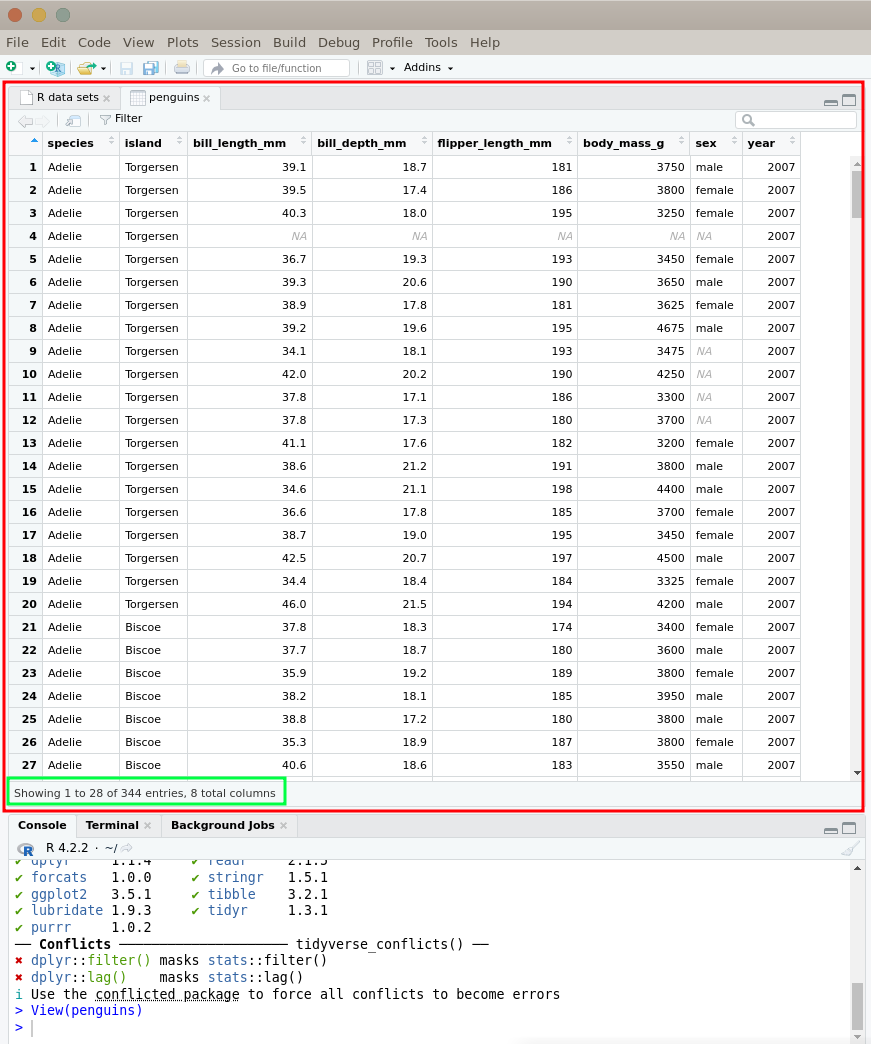 File Edit Code View Plots Session Build Debug Profile Tools Help
Go to file/function Addins
R data sets penguins
Filter
species island bill_length_mm bill_depth_mm flipper_length_mm body_mass_g sex year
1 Adelie Torgersen 39.1 18.7 181 3750 male 2007
2 Adelie Torgersen 39.5 17.4 186 3800 female 2007
3 Adelie Torgersen 40.3 18.0 195 3250 female 2007
4 Adelie Torgersen NA NA NA NA NA 2007
5 Adelie Torgersen 36.7 19.3 193 3450 female 2007
6 Adelie Torgersen 39.3 20.6 190 3650 male 2007
7 Adelie Torgersen 38.9 17.8 181 3625 female 2007
8 Adelie Torgersen 39.2 19.6 195 4675 male 2007
9 Adelie Torgersen 34.1 18.1 193 3475 NA 2007
10 Adelie Torgersen 42.0 20.2 190 4250 NA 2007
11 Adelie Torgersen 37.8 17.1 186 3300 NA 2007
12 Adelie Torgersen 37.8 17.3 180 3700 NA 2007
13 Adelie Torgersen 41.1 17.6 182 3200 female 2007
14 Adelie Torgersen 38.6 21.2 191 3800 male 2007
15 Adelie Torgersen 34.6 21.1 198 4400 male 2007
16 Adelie Torgersen 36.6 17.8 185 3700 female 2007
17 Adelie Torgersen 38.7 19.0 195 3450 female 2007
18 Adelie Torgersen 42.5 20.7 197 4500 male 2007
19 Adelie Torgersen 34.4 18.4 184 3325 female 2007
20 Adelie Torgersen 46.0 21.5 194 4200 male 2007
21 Adelie Biscoe 37.8 18.3 174 3400 female 2007
22 Adelie Biscoe 37.7 18.7 180 3600 male 2007
23 Adelie Biscoe 35.9 19.2 189 3800 female 2007
24 Adelie Biscoe 38.2 18.1 185 3950 male 2007
25 Adelie Biscoe 38.8 17.2 180 3800 male 2007
26 Adelie Biscoe 35.3 18.9 187 3800 female 2007
27 Adelie Biscoe 40.6 18.6 183 3550 male 2007
Showing 1 to 28 of 344 entries, 8 total columns
Console Terminal Background Jobs
R R 4.2.2 · ~/
✔ dplyr 1.1.4 ✔ readr 2.1.5
✔ forcats 1.0.0 ✔ stringr 1.5.1
✔ ggplot2 3.5.1 ✔ tibble 3.2.1
✔ lubridate 1.9.3 ✔ tidyr 1.3.1
✔ purrr 1.0.2
── Conflicts ───────────────────── tidyverse_conflicts() ──
✖ dplyr::filter() masks stats::filter()
✖ dplyr::lag() masks stats::lag()
i Use the conflicted package to force all conflicts to become errors
> View(penguins)
>